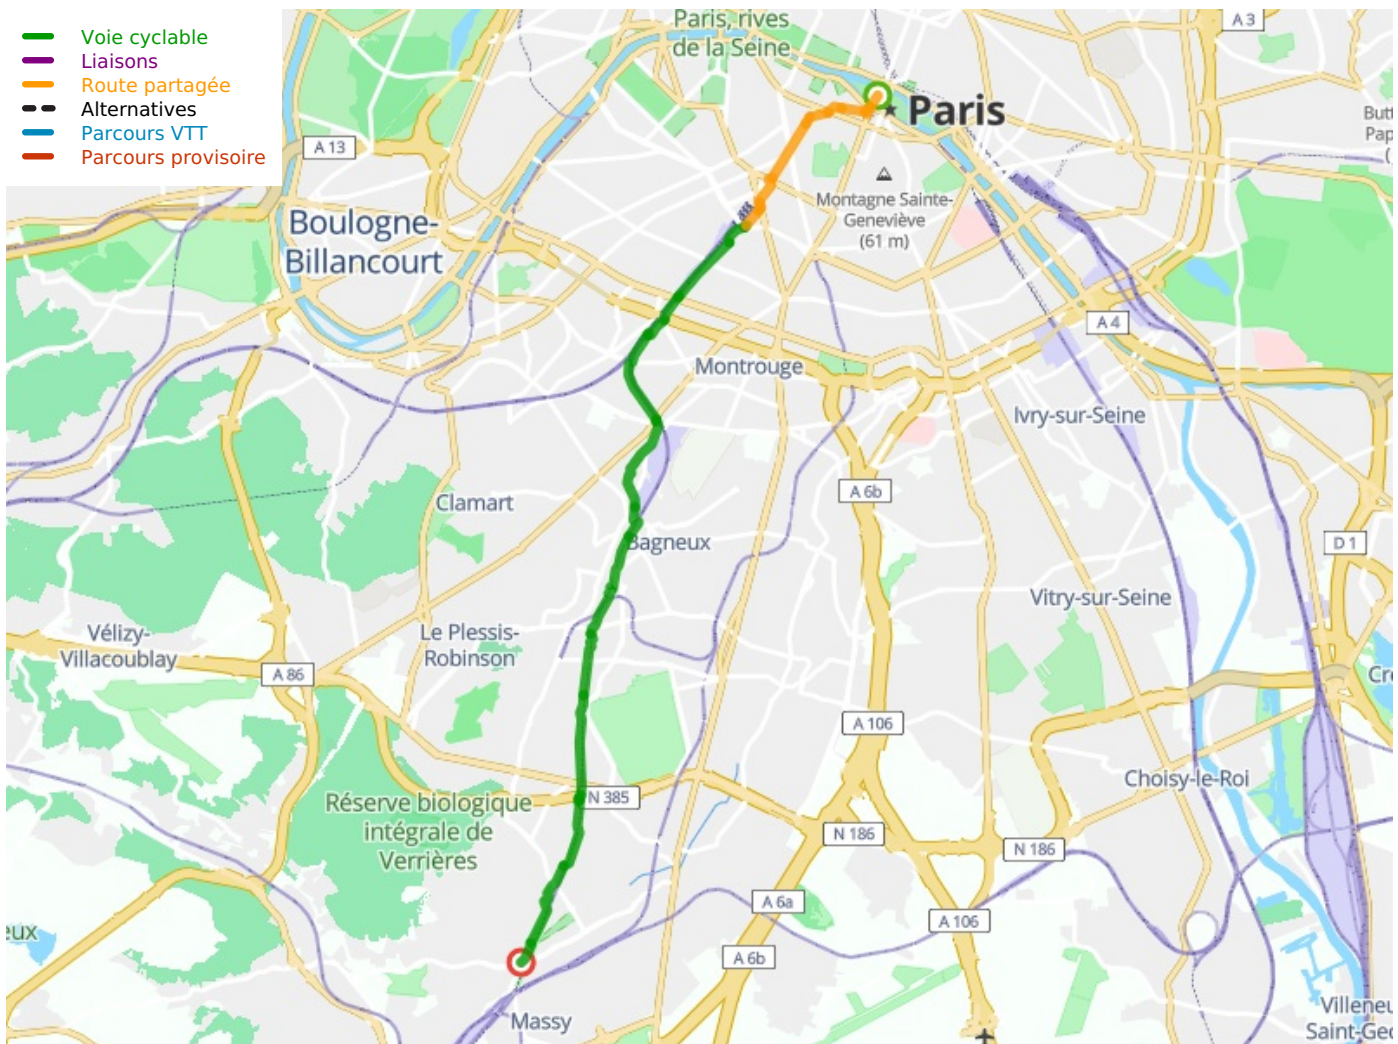 Voie cyclable
Liaisons
Route partagée
Alternatives
Parcours VTT
Parcours provisoire
Paris, rives
de la Seine
A 3
Paris
A 13
Montagne Sainte-
Geneviève
(61 m)
Boulogne-
Billancourt
A 4
Montrouge
Ivry-sur-Seine
A 6b
Clamart
Bagneux
D 1
Vitry-sur-Seine
Vélizy-
Villacoublay
Le Plessis-
Robinson
A 86
A 106
Choisy-le-Roi
N 385
Réserve biologique
intégrale de
Verrières
N 186
N 186
A 6a
A 106
A 6b
Massy